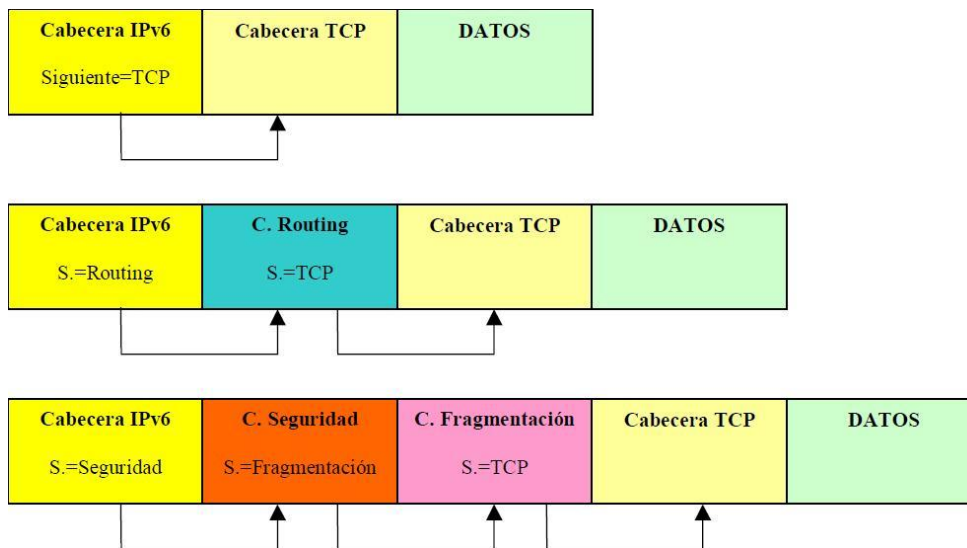 Cabecera IPv6 Cabecera TCP DATOS
Siguiente=TCP
Cabecera IPv6 C. Routing Cabecera TCP DATOS
S.=Routing S.=TCP
Cabecera IPv6 C. Seguridad C. Fragmentación Cabecera TCP DATOS
S.=Seguridad S.=Fragmentación S.=TCP